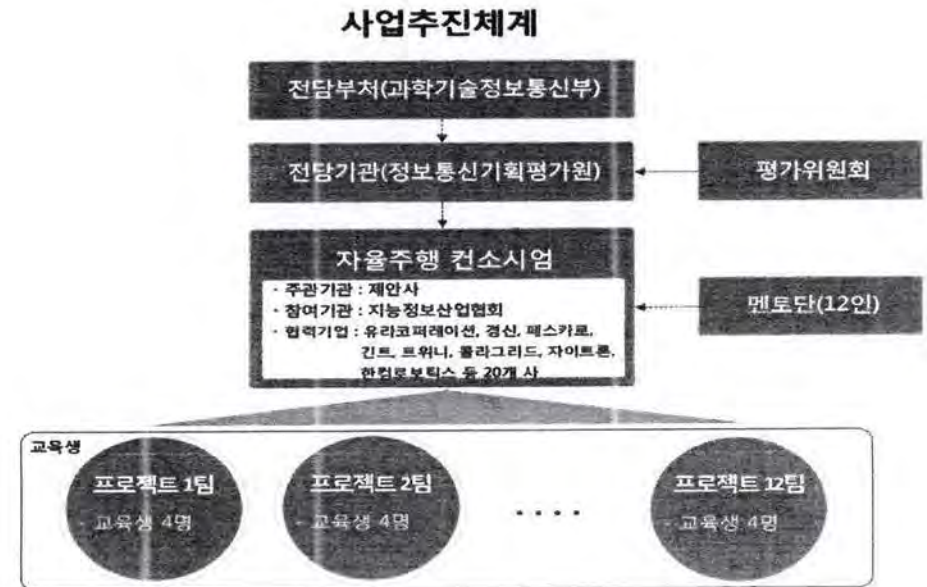 사업추진체계
전담부처(과학기술정보통신부)
전담기관(정보통신기획평가원)
평가위원회
자율주행 컨소시엄
· 주관기관 : 제안사
· 참여기관 : 지능정보산업협회
· 협력기업 : 유라코퍼레이션, 경신, 페스카로,
긴트, 트위니, 폴라그리드, 자이트론,
한컴로보틱스 등 20개 사
멘토단(12인)
교육생
프로젝트 1팀
- 교육생 4명
프로젝트 2팀
- 교육생 4명
....
프로젝트 12팀
- 교육생 4명